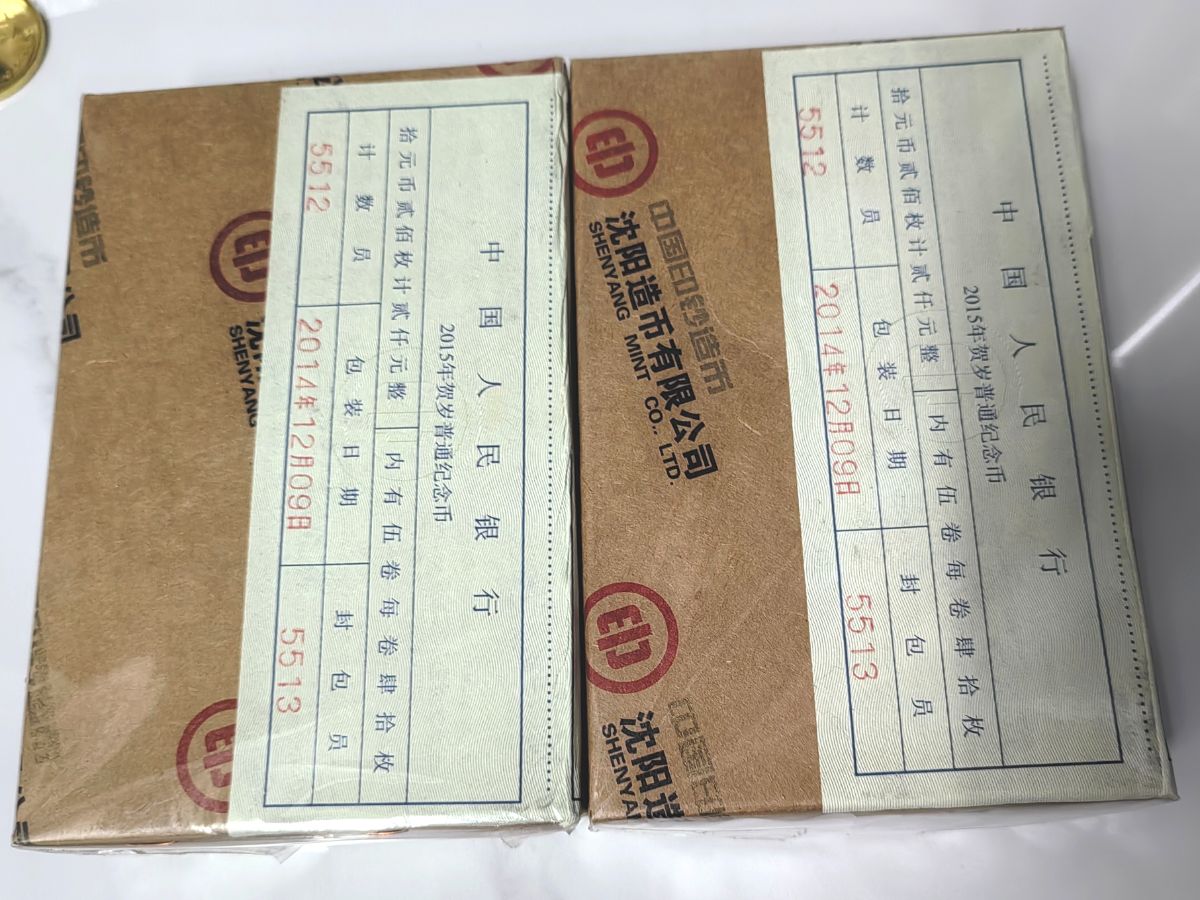 中国人民银行
2015年贺岁普通纪念币
拾元币贰佰枚计贰仟元整
内有伍卷每卷肆拾枚
计数员
包装日期
封包员
5512
2014年12月09日
5513
SHENYANG
造币
公司
中国人民银行
2015年贺岁普通纪念币
拾元币贰佰枚计贰仟元整
内有伍卷每卷肆拾枚
计数员
包装日期
封包员
5512
2014年12月09日
5513
中国印钞造币
沈阳造币有限公司
SHENYANG MINT CO., LTD.
中国印
沈阳造
SHENYA